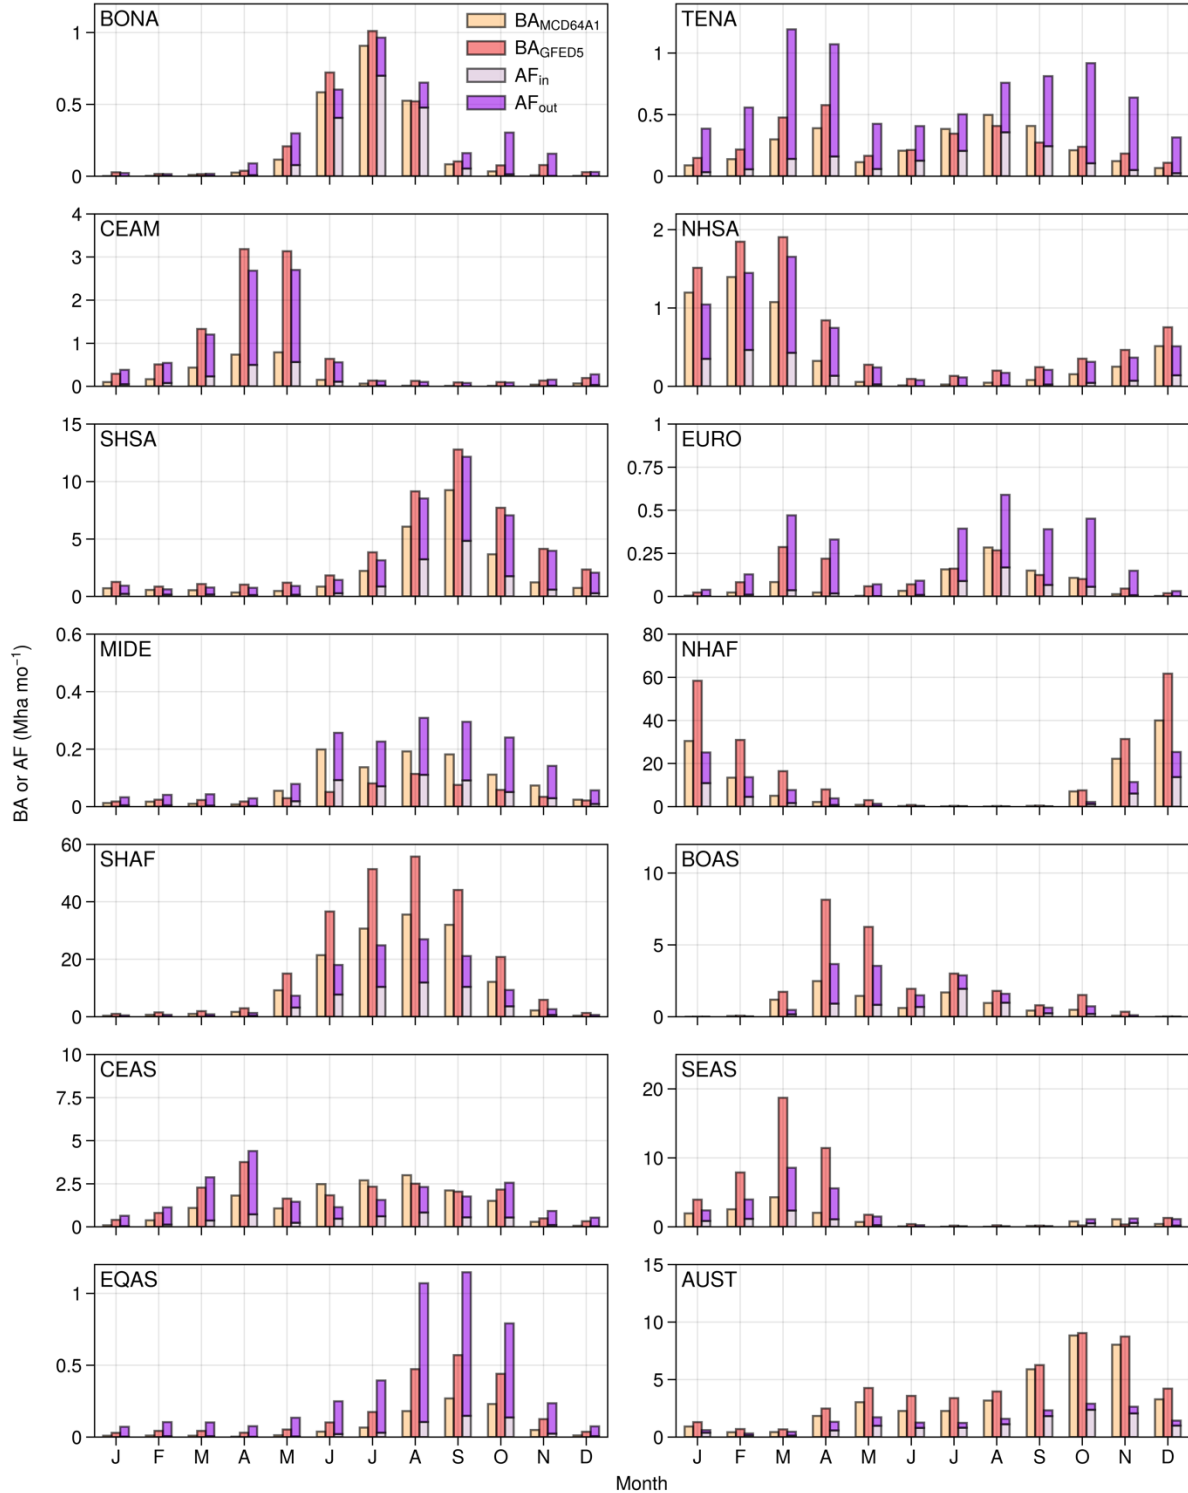 BONA
BA_MCD64A1
BA_GFED5
AF_in
AF_out
1
0.5
0
TENA
1
0.5
0
CEAM
4
3
2
1
0
NHSA
2
1
0
SHSA
15
10
5
0
EURO
1
0.75
0.5
0.25
0
BA or AF (Mha mo⁻¹)
MIDE
0.6
0.4
0.2
0
NHAF
80
60
40
20
0
SHAF
60
40
20
0
BOAS
10
5
0
CEAS
10
7.5
5
2.5
0
SEAS
20
10
0
EQAS
1
0.5
0
J F M A M J J A S O N D
AUST
15
10
5
0
J F M A M J J A S O N D
Month